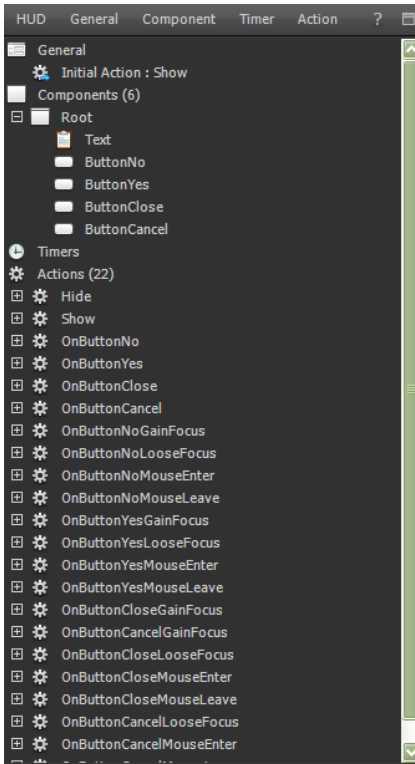 HUD General Component Timer Action ?
General
Initial Action : Show
Components (6)
Root
Text
ButtonNo
ButtonYes
ButtonClose
ButtonCancel
Timers
Actions (22)
Hide
Show
OnButtonNo
OnButtonYes
OnButtonClose
OnButtonCancel
OnButtonNoGainFocus
OnButtonNoLooseFocus
OnButtonNoMouseEnter
OnButtonNoMouseLeave
OnButtonYesGainFocus
OnButtonYesLooseFocus
OnButtonYesMouseEnter
OnButtonYesMouseLeave
OnButtonCloseGainFocus
OnButtonCancelGainFocus
OnButtonCloseLooseFocus
OnButtonCloseMouseEnter
OnButtonCloseMouseLeave
OnButtonCancelLooseFocus
OnButtonCancelMouseEnter